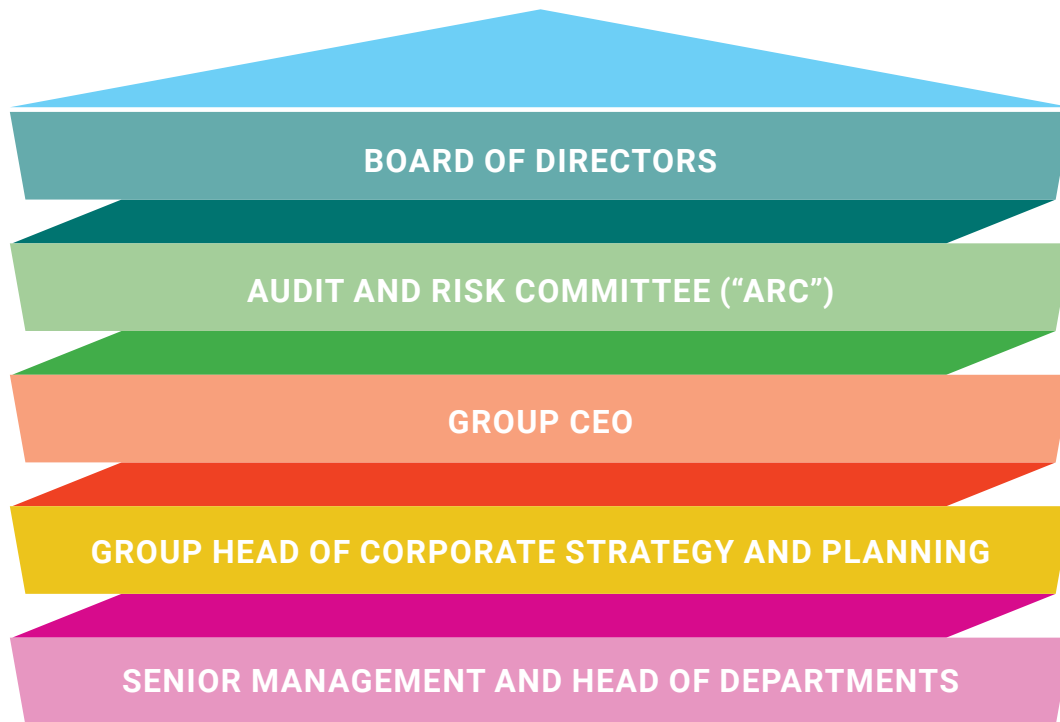 BOARD OF DIRECTORS
AUDIT AND RISK COMMITTEE (“ARC”)
GROUP CEO
GROUP HEAD OF CORPORATE STRATEGY AND PLANNING
SENIOR MANAGEMENT AND HEAD OF DEPARTMENTS